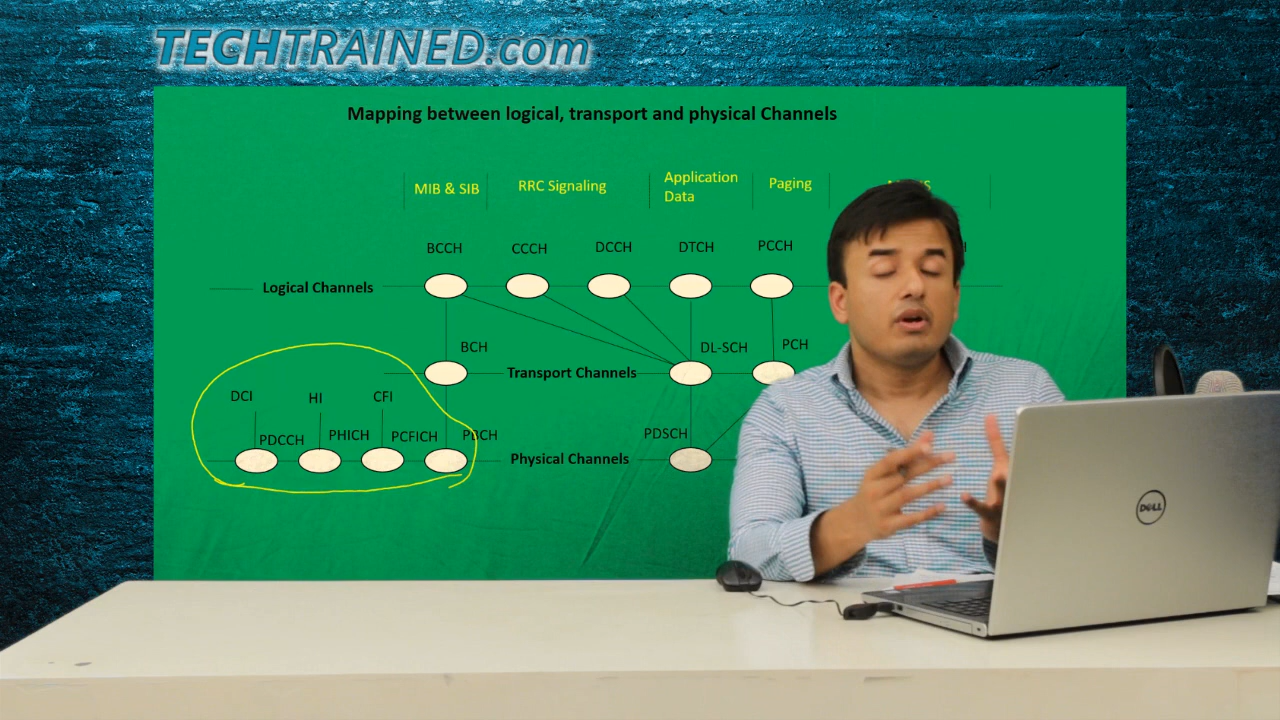 TECHTRAINED.com
Mapping between logical, transport and physical Channels
MIB & SIB
RRC Signaling
Application
Data
Paging
BCCH
CCCH
DCCH
DTCH
PCCH
Logical Channels
BCH
DL-SCH
PCH
Transport Channels
DCI
HI
CFI
PDCCH
PHICH
PCFICH
PBCH
PDSCH
Physical Channels
DELL